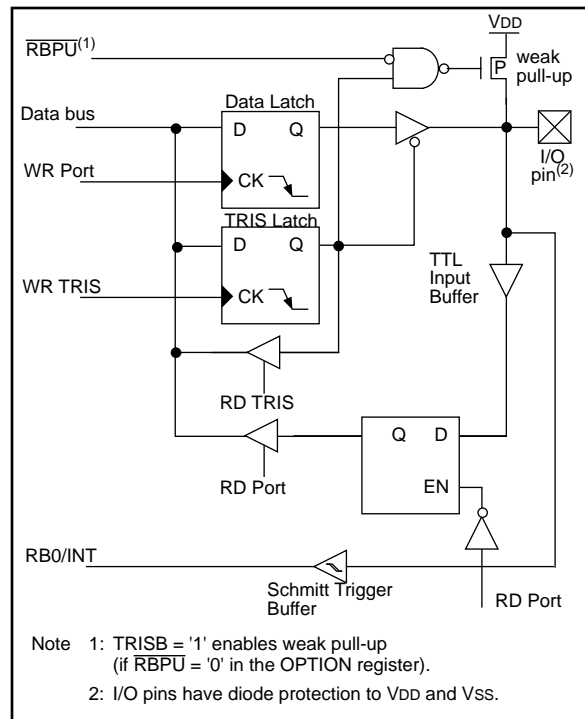 VDD
RBPU(1)
weak
pull-up
P
Data Latch
Data bus
D Q
I/O
pin(2)
WR Port
CK
TRIS Latch
D Q
TTL
Input
Buffer
WR TRIS
CK
RD TRIS
Q D
RD Port
EN
RB0/INT
Schmitt Trigger
Buffer
RD Port
Note 1: TRISB = '1' enables weak pull-up
(if RBPU = '0' in the OPTION register).
2: I/O pins have diode protection to VDD and VSS.